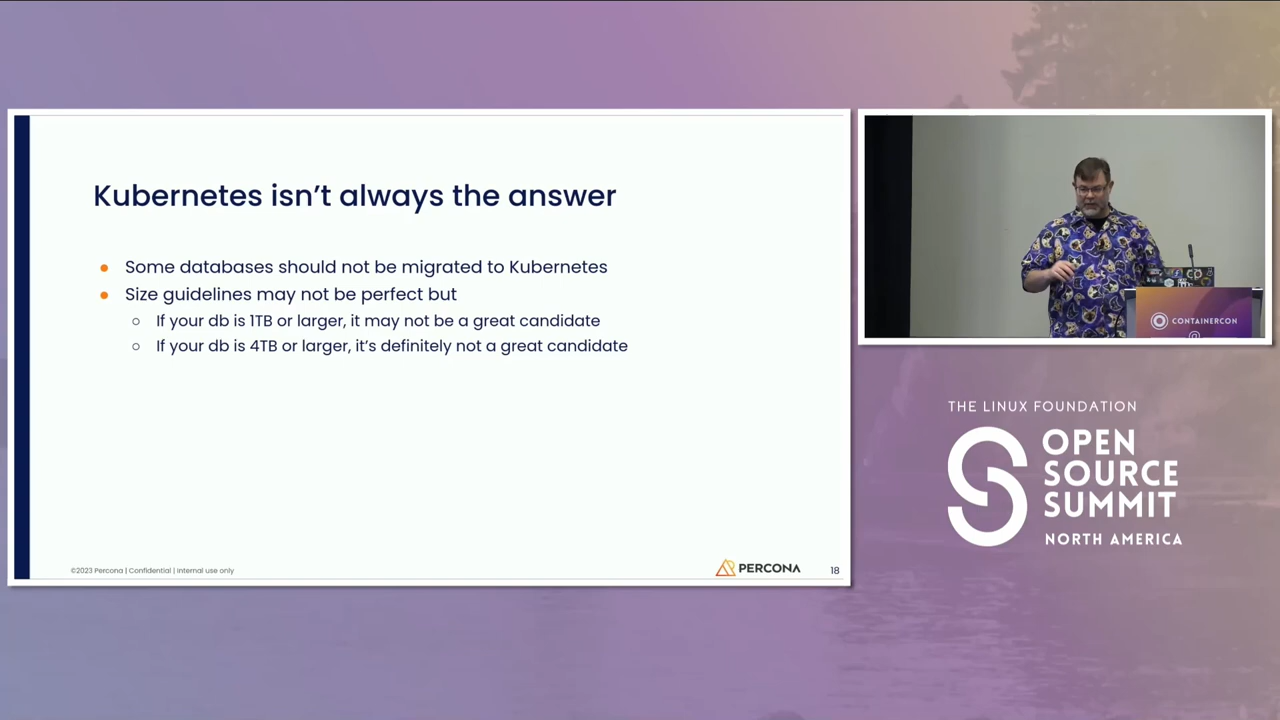 Kubernetes isn’t always the answer
Some databases should not be migrated to Kubernetes
Size guidelines may not be perfect but
If your db is 1TB or larger, it may not be a great candidate
If your db is 4TB or larger, it’s definitely not a great candidate
©2023 Percona | Confidential | Internal use only
PERCONA
18
CONTAINERCON
THE LINUX FOUNDATION
OPEN
SOURCE
SUMMIT
NORTH AMERICA